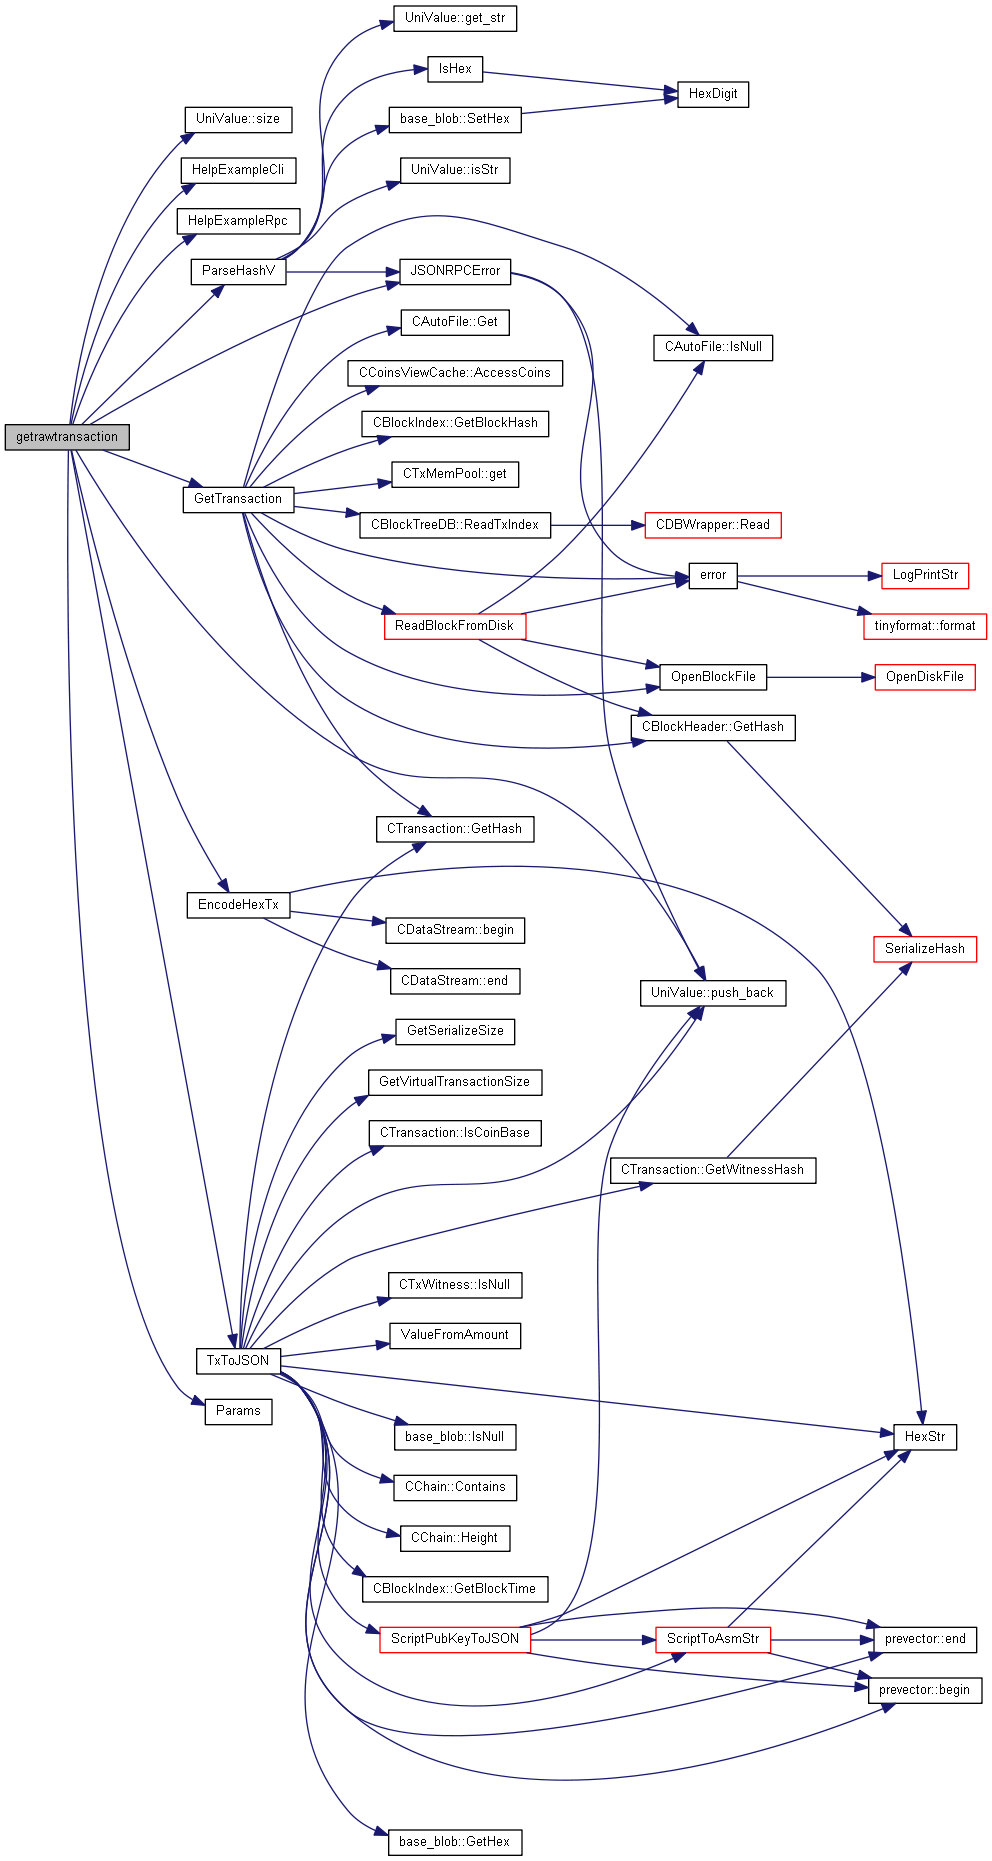 UniValue::get_str
IsHex
HexDigit
UniValue::size
base_blob::SetHex
HelpExampleCli
UniValue::isStr
HelpExampleRpc
ParseHashV
JSONRPCError
CAutoFile::Get
CAutoFile::IsNull
CCoinsViewCache::AccessCoins
CBlockIndex::GetBlockHash
getrawtransaction
CTxMemPool::get
GetTransaction
CBlockTreeDB::ReadTxIndex
CDBWrapper::Read
error
LogPrintStr
ReadBlockFromDisk
tinyformat::format
OpenBlockFile
OpenDiskFile
CBlockHeader::GetHash
CTransaction::GetHash
EncodeHexTx
CDataStream::begin
SerializeHash
CDataStream::end
UniValue::push_back
GetSerializeSize
GetVirtualTransactionSize
CTransaction::IsCoinBase
CTransaction::GetWitnessHash
CTxWitness::IsNull
ValueFromAmount
TxToJSON
Params
base_blob::IsNull
HexStr
CChain::Contains
CChain::Height
CBlockIndex::GetBlockTime
ScriptPubKeyToJSON
ScriptToAsmStr
prevector::end
prevector::begin
base_blob::GetHex